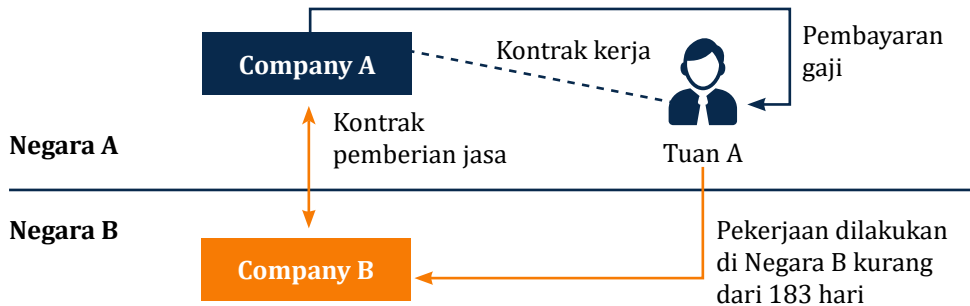 Company A
Kontrak kerja
Pembayaran
gaji
Kontrak
pemberian jasa
Negara A
Tuan A
Negara B
Company B
Pekerjaan dilakukan
di Negara B kurang
dari 183 hari